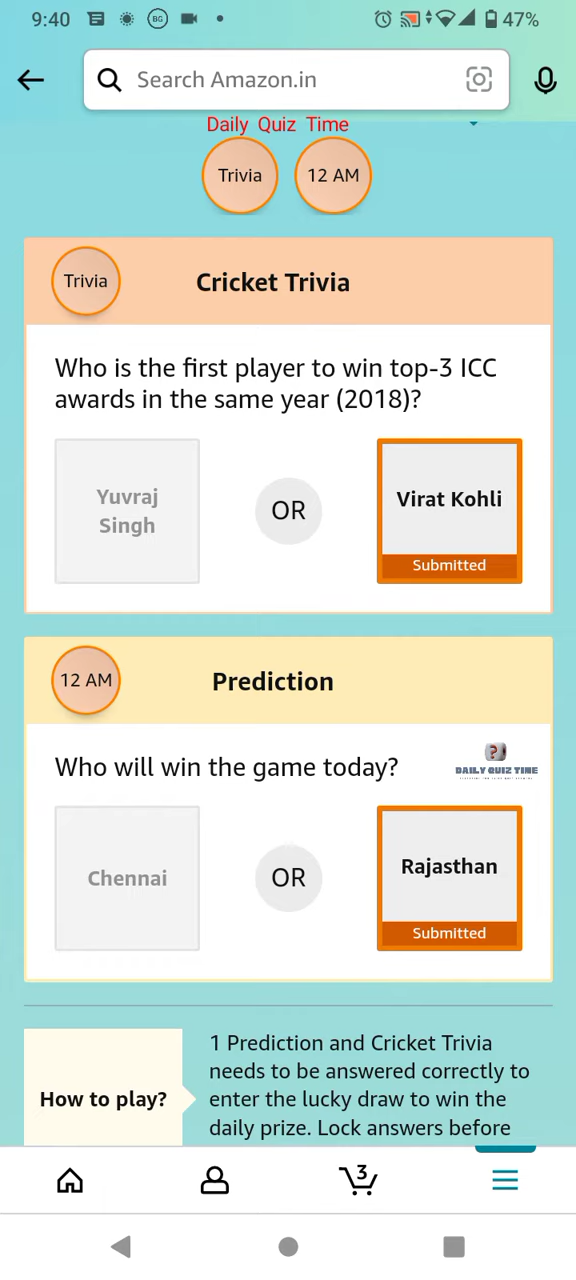 9:40
BG
47%
Search Amazon.in
Daily Quiz Time
Trivia
12 AM
Trivia
Cricket Trivia
Who is the first player to win top-3 ICC
awards in the same year (2018)?
Yuvraj
Singh
OR
Virat Kohli
Submitted
12 AM
Prediction
Who will win the game today?
DAILY QUIZ TIME
Chennai
OR
Rajasthan
Submitted
How to play?
1 Prediction and Cricket Trivia
needs to be answered correctly to
enter the lucky draw to win the
daily prize. Lock answers before
3